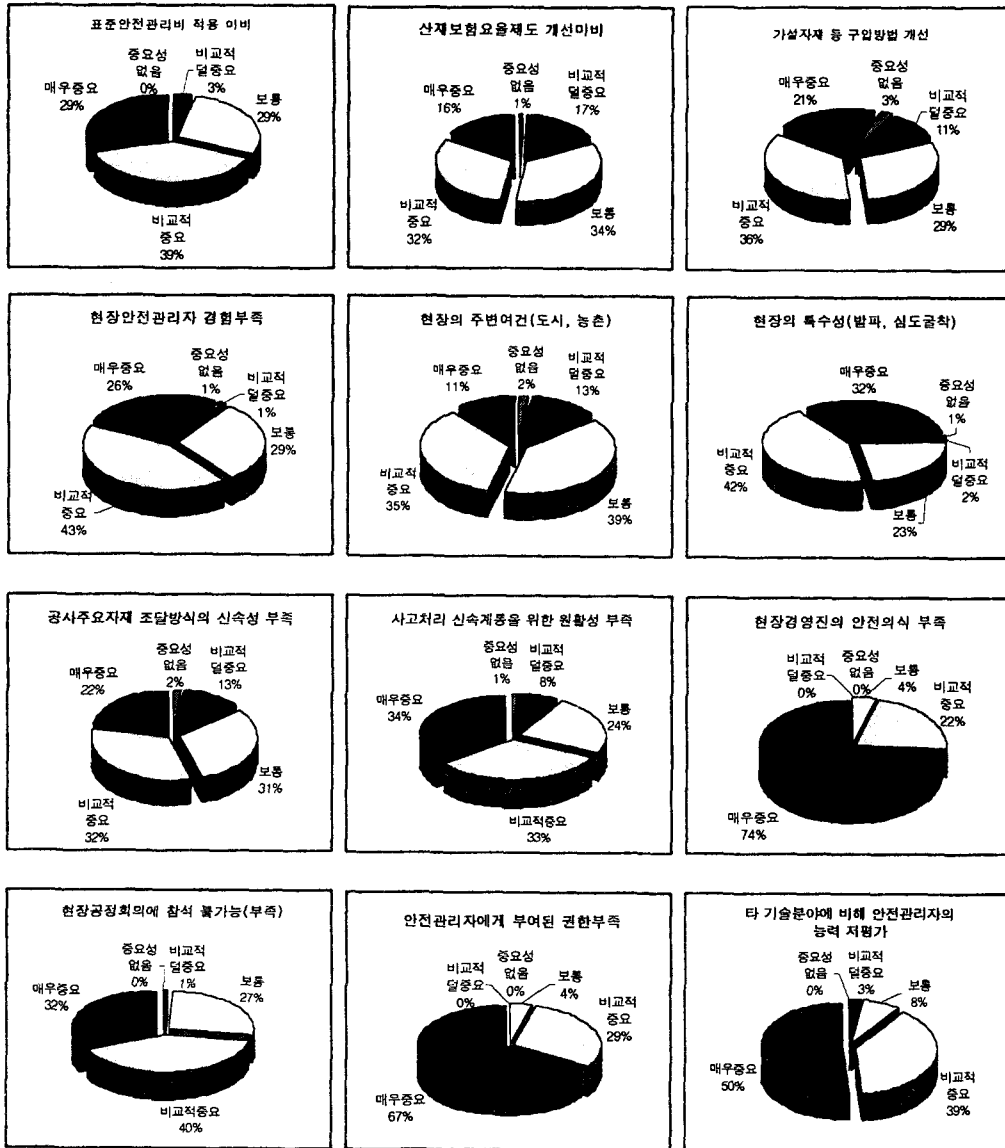 표준안전관리비 적용 미비
중요성
없음
0%
비교적
덜중요
3%
매우중요
29%
보통
29%
비교적
중요
39%
산재보험요율제도 개선미비
중요성
없음
1%
비교적
덜중요
17%
매우중요
16%
비교적
중요
32%
보통
34%
가설자재 등 구입방법 개선
중요성
없음
3%
매우중요
21%
비교적
덜중요
11%
비교적
중요
36%
보통
29%
현장안전관리자 경험부족
중요성
없음
1%
매우중요
26%
비교적
덜중요
1%
보통
29%
비교적
중요
43%
현장의 주변여건(도시, 농촌)
중요성
없음
2%
매우중요
11%
비교적
덜중요
13%
비교적
중요
35%
보통
39%
현장의 특수성(발파, 심도굴착)
매우중요
32%
중요성
없음
1%
비교적
중요
42%
비교적
덜중요
2%
보통
23%
공사주요자재 조달방식의 신속성 부족
중요성
없음
2%
비교적
덜중요
13%
매우중요
22%
보통
31%
비교적
중요
32%
사고처리 신속계통을 위한 원활성 부족
중요성
없음
1%
비교적
덜중요
8%
매우중요
34%
보통
24%
비교적중요
33%
현장경영진의 안전의식 부족
비교적
덜중요
0%
중요성
없음
0%
보통
4%
비교적
중요
22%
매우중요
74%
현장공정회의에 참석 불가능(부족)
중요성
없음
0%
비교적
덜중요
1%
매우중요
32%
보통
27%
비교적중요
40%
안전관리자에게 부여된 권한부족
비교적
덜중요
0%
중요성
없음
0%
보통
4%
비교적
중요
29%
매우중요
67%
타 기술분야에 비해 안전관리자의
능력 저평가
중요성
없음
0%
비교적
덜중요
3%
보통
8%
매우중요
50%
비교적
중요
39%